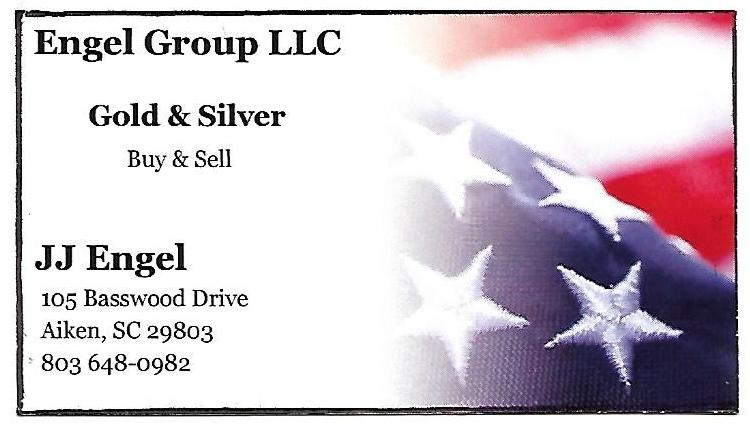 Engel Group LLC
Gold & Silver
Buy & Sell
JJ Engel
105 Basswood Drive
Aiken, SC 29803
803 648-0982